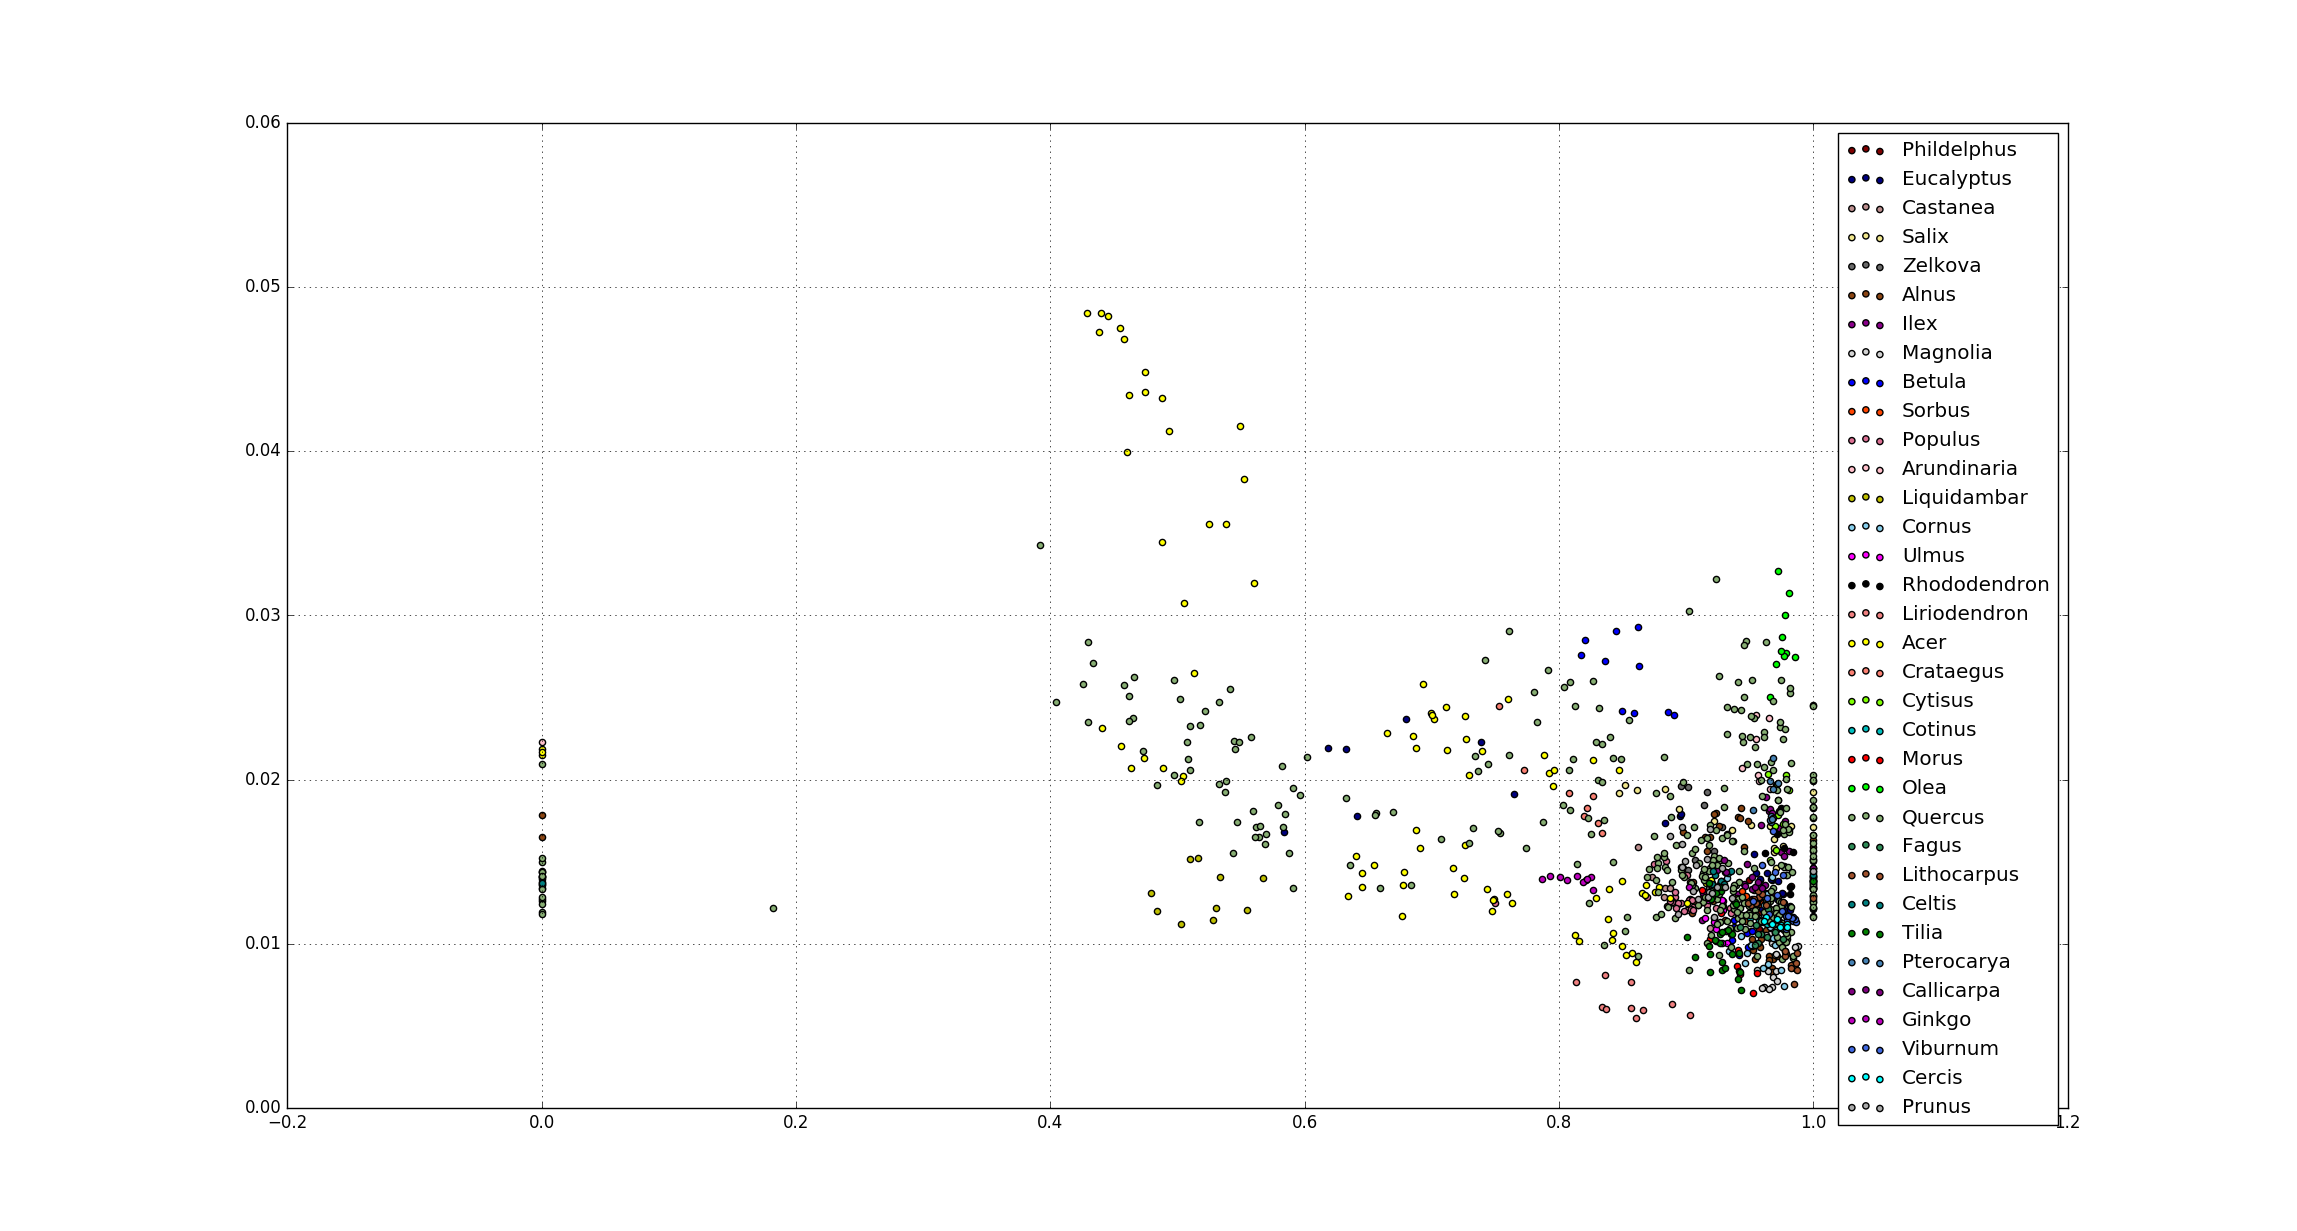 0.06
0.05
0.04
0.03
0.02
0.01
0.00
−0.2
0.0
0.2
0.4
0.6
0.8
1.0
1.2
Phildelphus
Eucalyptus
Castanea
Salix
Zelkova
Alnus
Ilex
Magnolia
Betula
Sorbus
Populus
Arundinaria
Liquidambar
Cornus
Ulmus
Rhododendron
Liriodendron
Acer
Crataegus
Cytisus
Cotinus
Morus
Olea
Quercus
Fagus
Lithocarpus
Celtis
Tilia
Pterocarya
Callicarpa
Ginkgo
Viburnum
Cercis
Prunus